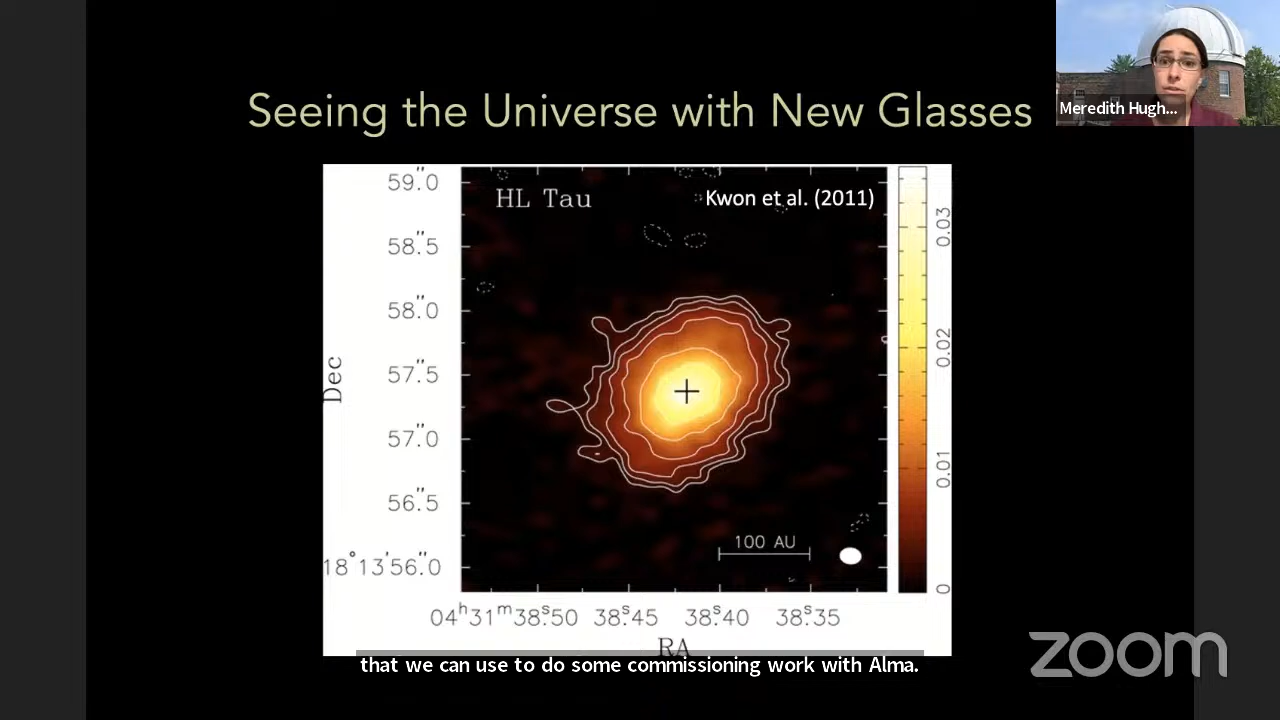 Seeing the Universe with New Glasses
Meredith Hugh...
HL Tau
Kwon et al. (2011)
59".0
58".5
58".0
57".5
57".0
56".5
18°13'56".0
Dec
100 AU
0.03
0.02
0.01
0
04ʰ31ᵐ38ˢ.50 38ˢ.45 38ˢ.40 38ˢ.35
RA
that we can use to do some commissioning work with Alma.
zoom